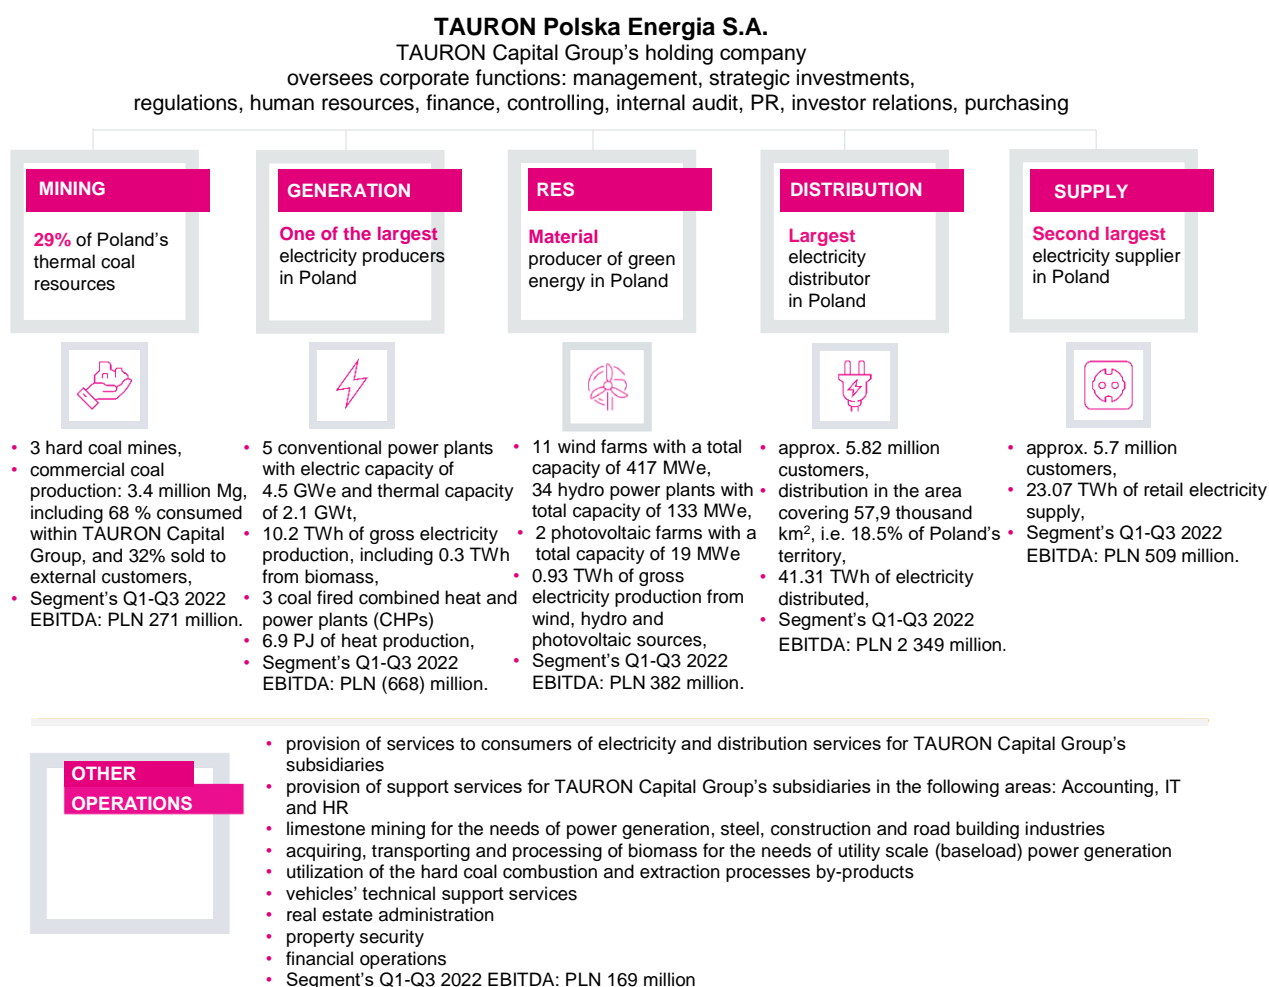 TAURON Polska Energia S.A.
TAURON Capital Group’s holding company
oversees corporate functions: management, strategic investments,
regulations, human resources, finance, controlling, internal audit, PR, investor relations, purchasing
MINING
29% of Poland’s
thermal coal
resources
GENERATION
One of the largest
electricity producers
in Poland
RES
Material
producer of green
energy in Poland
DISTRIBUTION
Largest
electricity
distributor
in Poland
SUPPLY
Second largest
electricity supplier
in Poland
• 3 hard coal mines,
• commercial coal
production: 3.4 million Mg,
including 68 % consumed
within TAURON Capital
Group, and 32% sold to
external customers,
• Segment’s Q1-Q3 2022
EBITDA: PLN 271 million.
• 5 conventional power plants
with electric capacity of
4.5 GWe and thermal capacity
of 2.1 GWt,
• 10.2 TWh of gross electricity
production, including 0.3 TWh
from biomass,
• 3 coal fired combined heat and
power plants (CHPs)
• 6.9 PJ of heat production,
• Segment’s Q1-Q3 2022
EBITDA: PLN (668) million.
• 11 wind farms with a total
capacity of 417 MWe,
34 hydro power plants with
total capacity of 133 MWe,
• 2 photovoltaic farms with a
total capacity of 19 MWe
• 0.93 TWh of gross
electricity production from
wind, hydro and
photovoltaic sources,
• Segment’s Q1-Q3 2022
EBITDA: PLN 382 million.
• approx. 5.82 million
customers,
• distribution in the area
covering 57,9 thousand
km², i.e. 18.5% of Poland’s
territory,
• 41.31 TWh of electricity
distributed,
• Segment’s Q1-Q3 2022
EBITDA: PLN 2 349 million.
• approx. 5.7 million
customers,
• 23.07 TWh of retail electricity
supply,
• Segment’s Q1-Q3 2022
EBITDA: PLN 509 million.
OTHER
OPERATIONS
• provision of services to consumers of electricity and distribution services for TAURON Capital Group’s
subsidiaries
• provision of support services for TAURON Capital Group’s subsidiaries in the following areas: Accounting, IT
and HR
• limestone mining for the needs of power generation, steel, construction and road building industries
• acquiring, transporting and processing of biomass for the needs of utility scale (baseload) power generation
• utilization of the hard coal combustion and extraction processes by-products
• vehicles’ technical support services
• real estate administration
• property security
• financial operations
• Segment’s Q1-Q3 2022 EBITDA: PLN 169 million